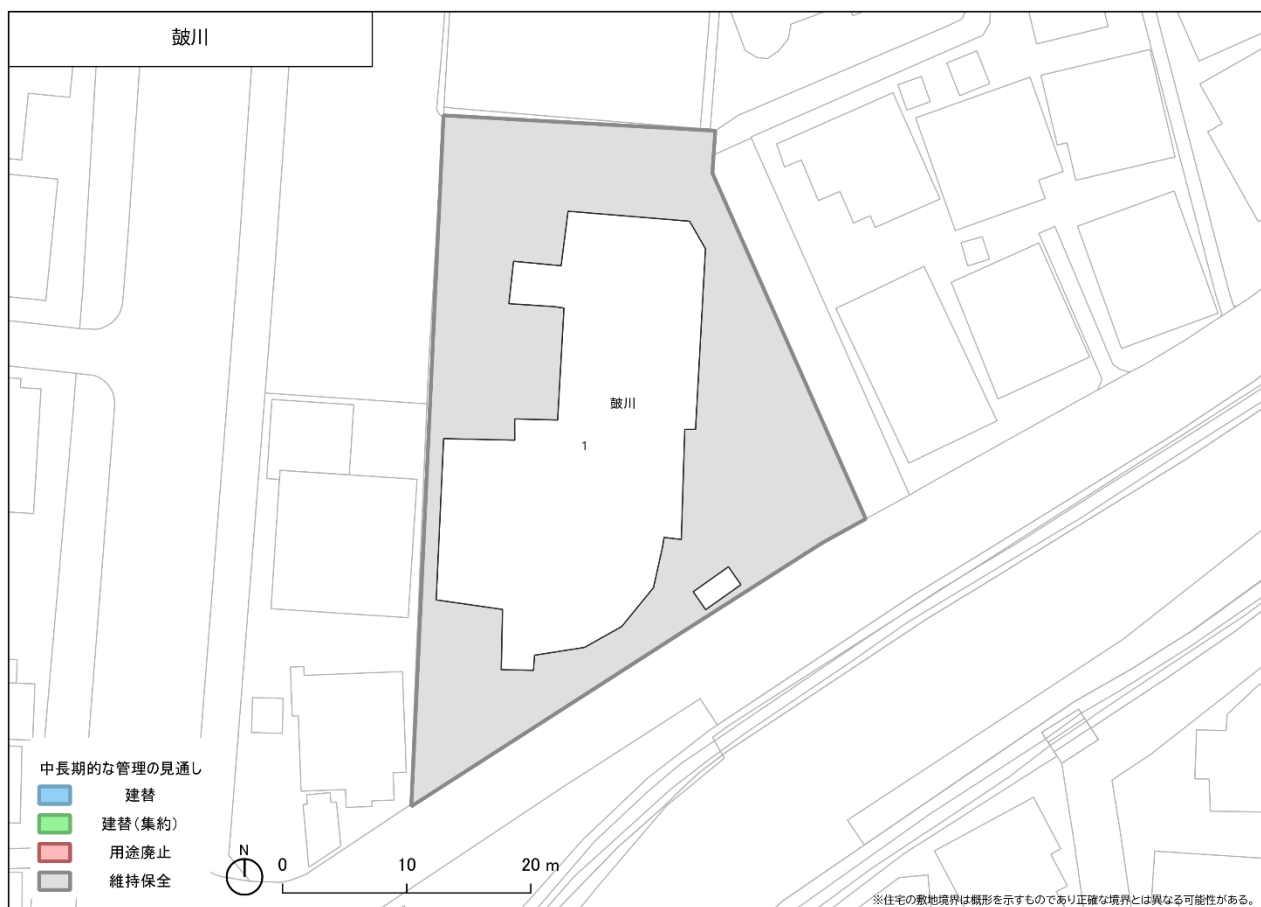 鼓川
鼓川
1
中長期的な管理の見通し
建替
建替(集約)
用途廃止
維持保全
N
0 10 20 m
※住宅の敷地境界は概形を示すものであり正確な境界とは異なる可能性がある。